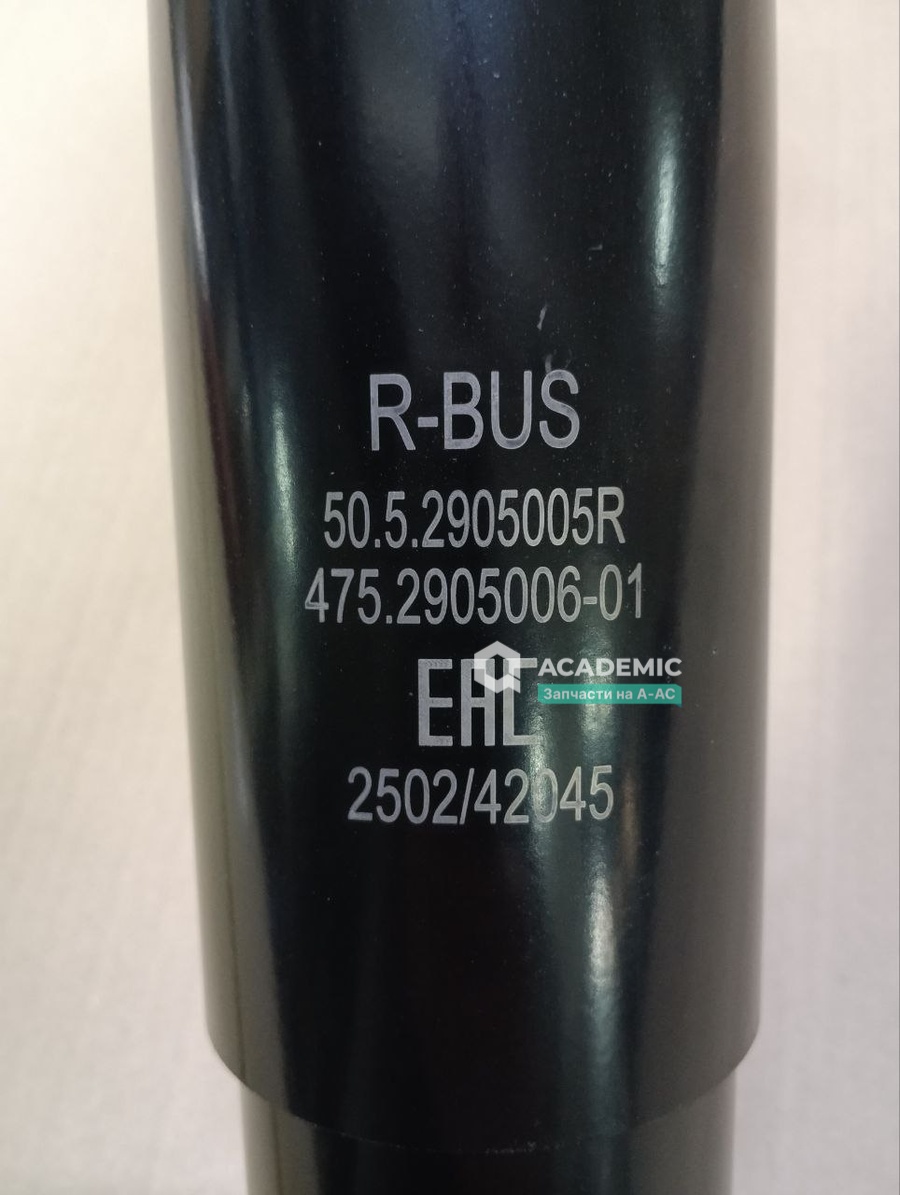 R-BUS
50.5.2905005R
475.2905006-01
EAC
ACADEMIC
Запчасти на А-АС
2502/42045